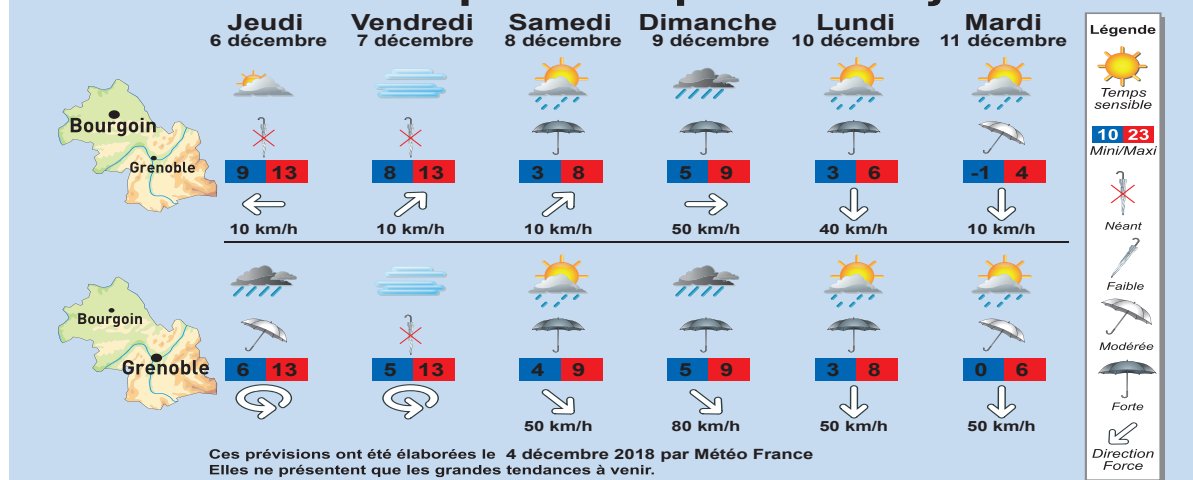 Jeudi Vendredi Samedi Dimanche Lundi Mardi
6 décembre 7 décembre 8 décembre 9 décembre 10 décembre 11 décembre
Bourgoin
Grenoble
9 13 8 13 3 8 5 9 3 6 -1 4
10 km/h 10 km/h 10 km/h 50 km/h 40 km/h 10 km/h
Bourgoin
Grenoble
6 13 5 13 4 9 5 9 3 8 0 6
50 km/h 80 km/h 50 km/h 50 km/h
Ces prévisions ont été élaborées le 4 décembre 2018 par Météo France
Elles ne présentent que les grandes tendances à venir.
Légende
Temps
sensible
10 23
Mini/Maxi
Néant
Faible
Modérée
Forte
Direction
Force